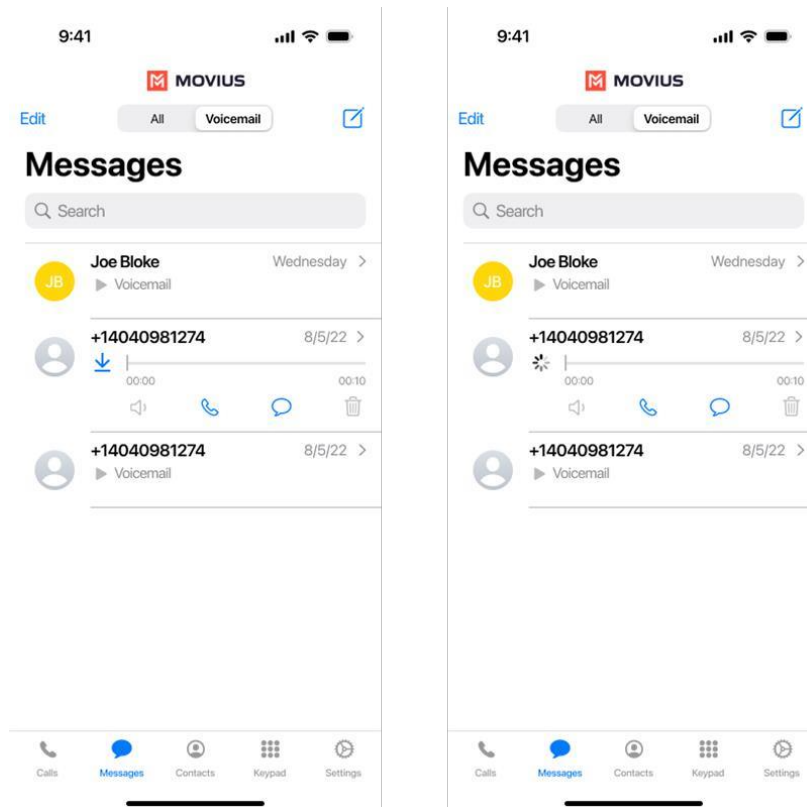 9:41
MOVIUS
Edit All Voicemail
Messages
Search
JB Joe Bloke Wednesday
Voicemail
+14040981274 8/5/22
00:00 00:10
+14040981274 8/5/22
Voicemail
Calls Messages Contacts Keypad Settings
9:41
MOVIUS
Edit All Voicemail
Messages
Search
JB Joe Bloke Wednesday
Voicemail
+14040981274 8/5/22
00:00 00:10
+14040981274 8/5/22
Voicemail
Calls Messages Contacts Keypad Settings